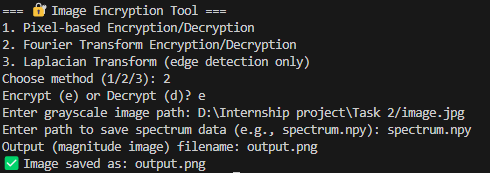 === 🔐 Image Encryption Tool ===
1. Pixel-based Encryption/Decryption
2. Fourier Transform Encryption/Decryption
3. Laplacian Transform (edge detection only)
Choose method (1/2/3): 2
Encrypt (e) or Decrypt (d)? e
Enter grayscale image path: D:\Internship project\Task 2/image.jpg
Enter path to save spectrum data (e.g., spectrum.npy): spectrum.npy
Output (magnitude image) filename: output.png
✅ Image saved as: output.png